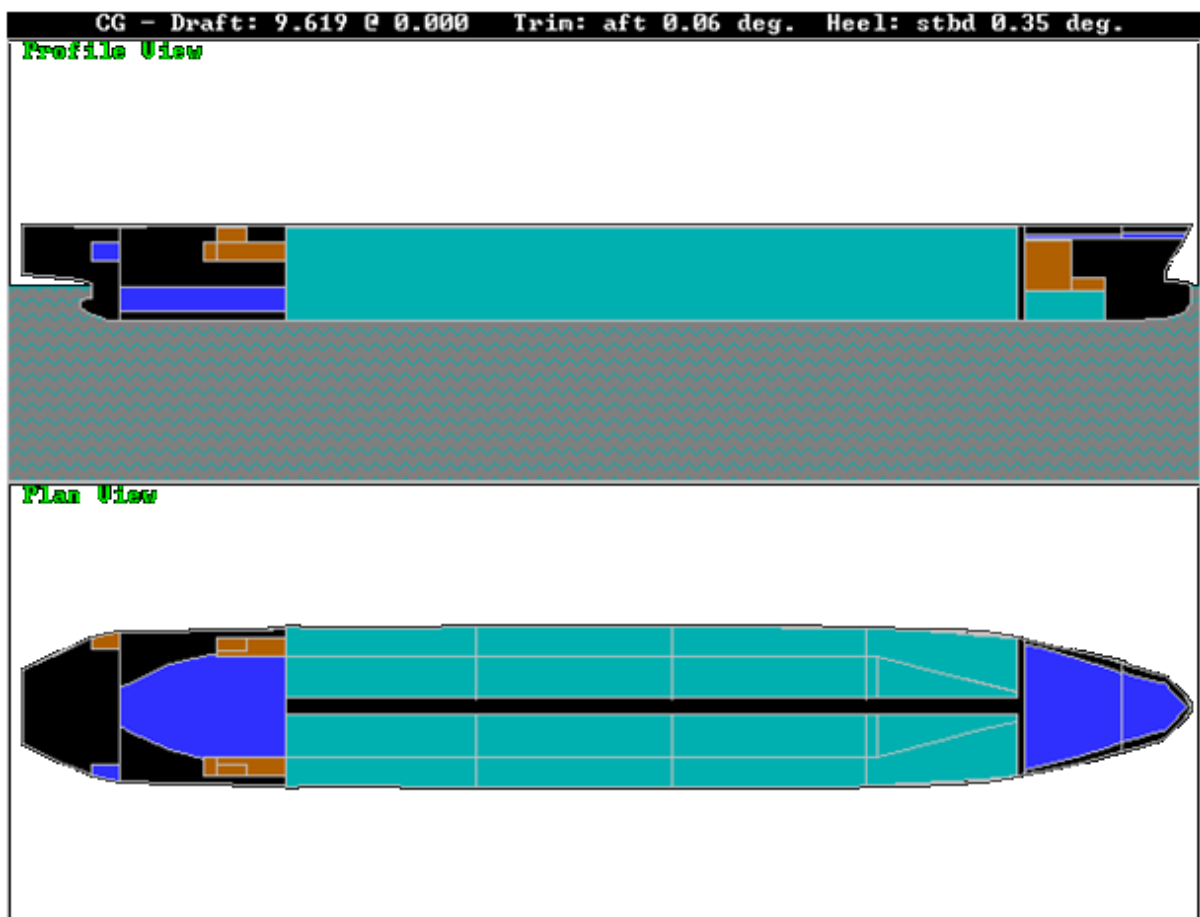 CG - Draft: 9.619 @ 0.000 Trim: aft 0.06 deg. Heel: stbd 0.35 deg.
Profile View
Plan View